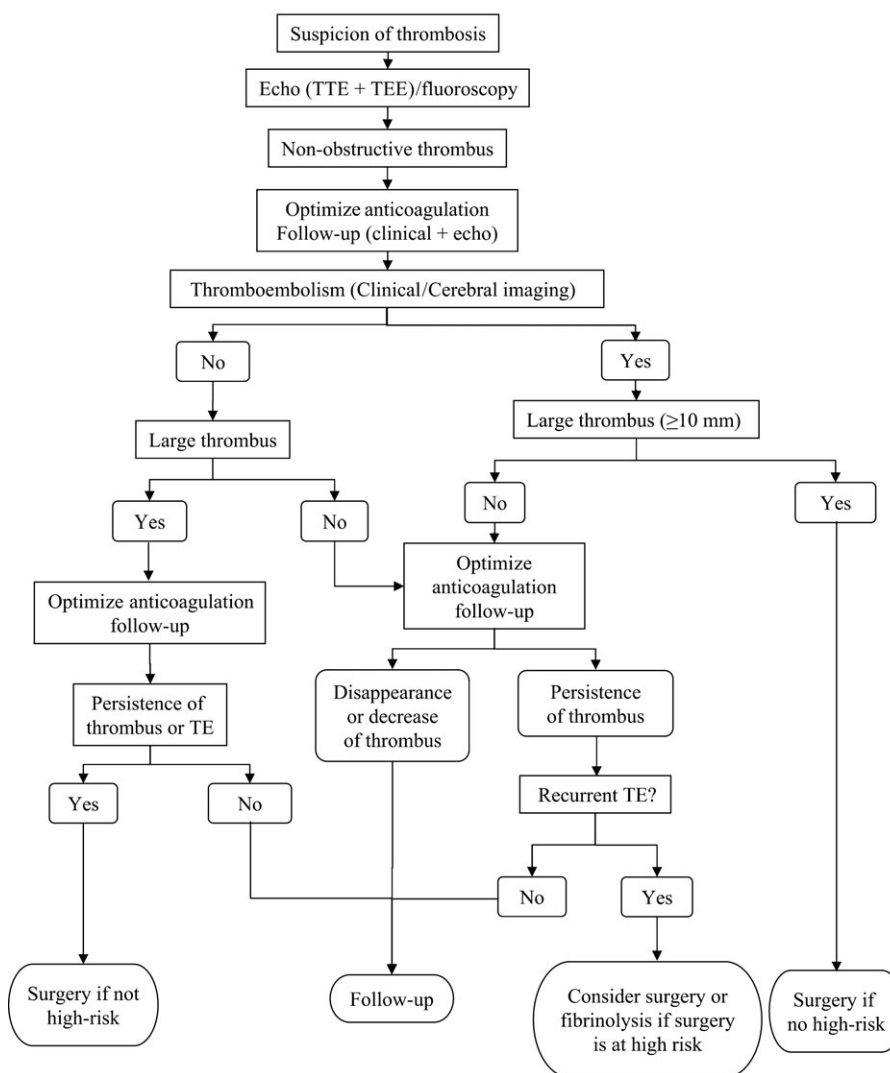 Suspicion of thrombosis
Echo (TTE + TEE)/fluoroscopy
Non-obstructive thrombus
Optimize anticoagulation
Follow-up (clinical + echo)
Thromboembolism (Clinical/Cerebral imaging)
No
Yes
Large thrombus
Large thrombus (≥10 mm)
Yes
No
No
Yes
Optimize anticoagulation
follow-up
Optimize
anticoagulation
follow-up
Persistence of
thrombus or TE
Disappearance
or decrease
of thrombus
Persistence
of thrombus
Yes
No
Recurrent TE?
No
Yes
Surgery if not
high-risk
Follow-up
Consider surgery or
fibrinolysis if surgery
is at high risk
Surgery if
no high-risk